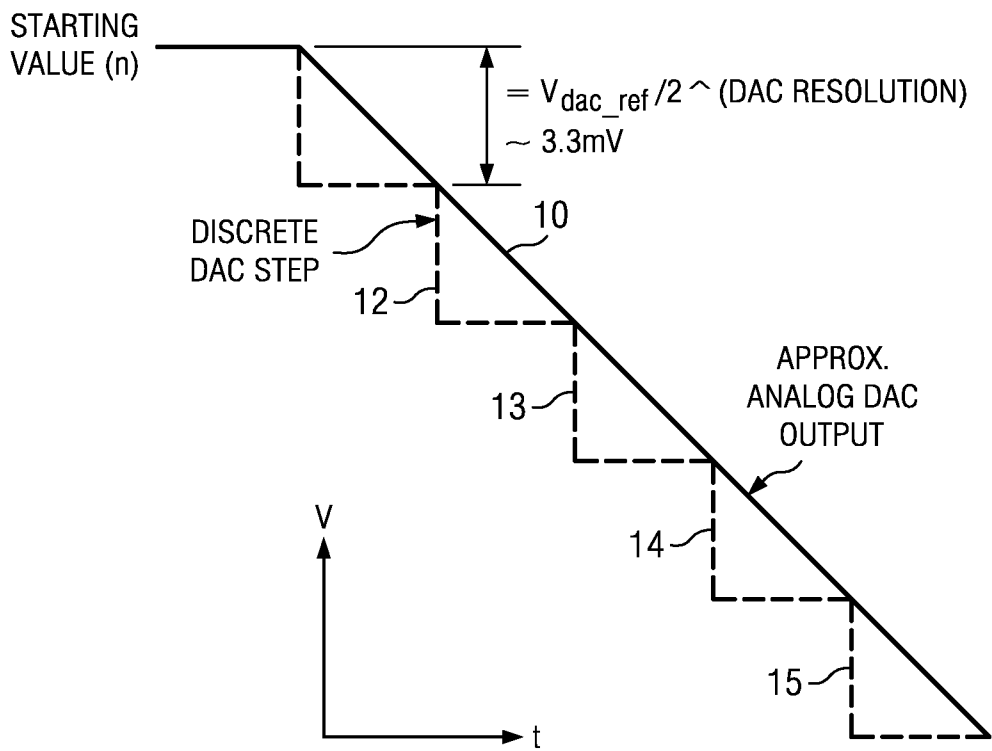 STARTING
VALUE (n)
= Vdac_ref/2^(DAC RESOLUTION)
~ 3.3mV
DISCRETE
DAC STEP
10
12
13
APPROX.
ANALOG DAC
OUTPUT
14
15
V
t